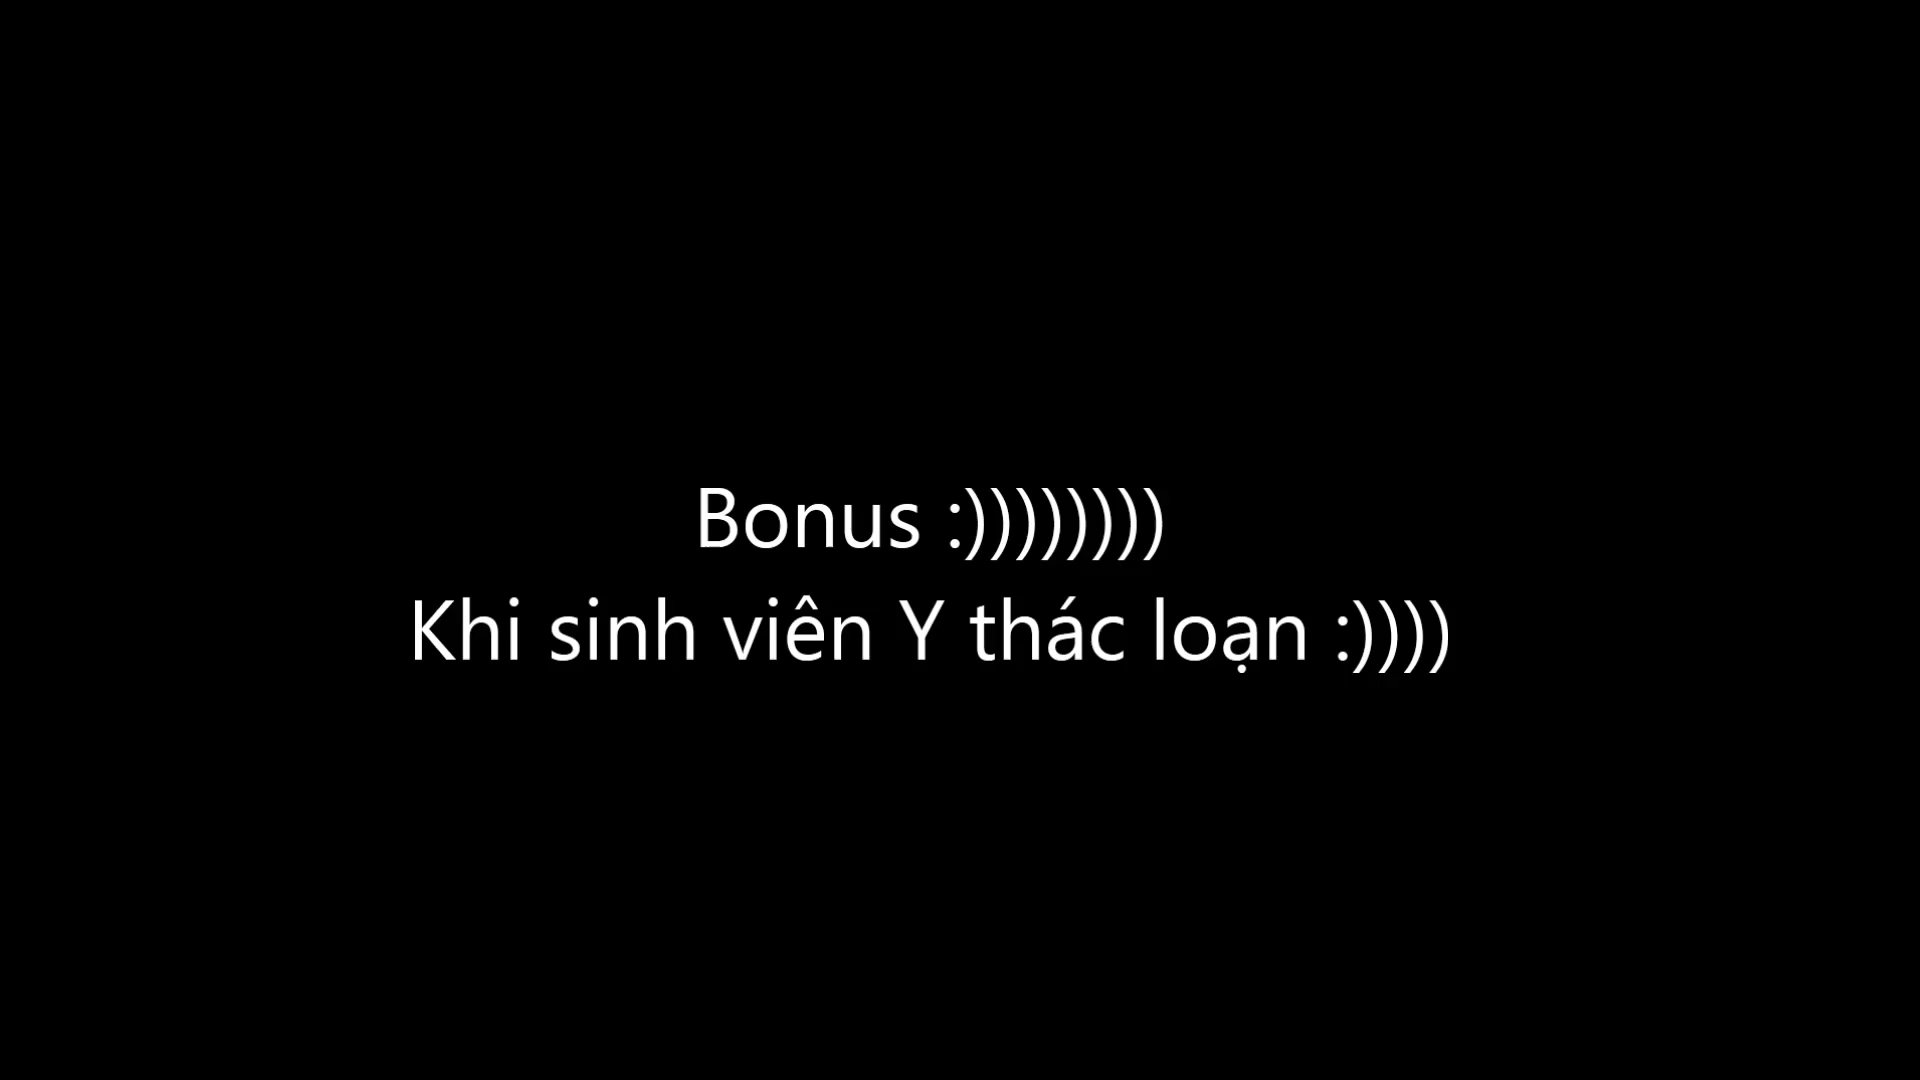 Bonus :))))))))
Khi sinh viên Y thác loạn :))))